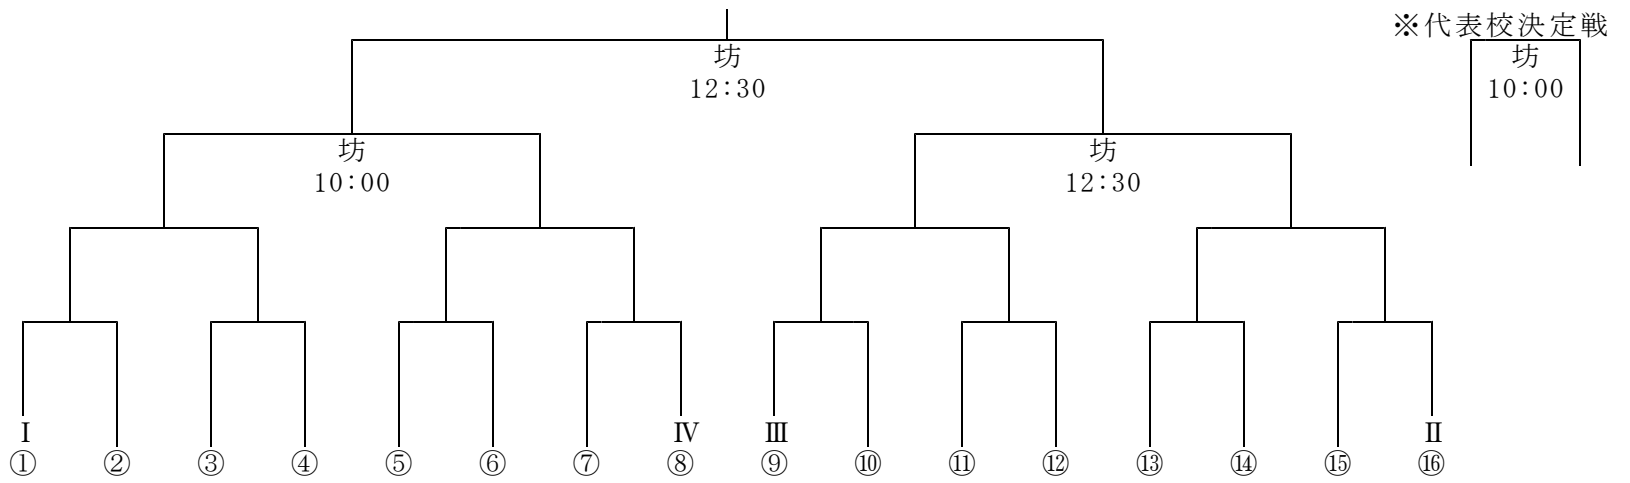 ※代表校決定戦
坊
12:30
坊
10:00
坊
10:00
坊
12:30
Ⅰ
Ⅳ
Ⅲ
Ⅱ
① ② ③ ④ ⑤ ⑥ ⑦ ⑧ ⑨ ⑩ ⑪ ⑫ ⑬ ⑭ ⑮ ⑯